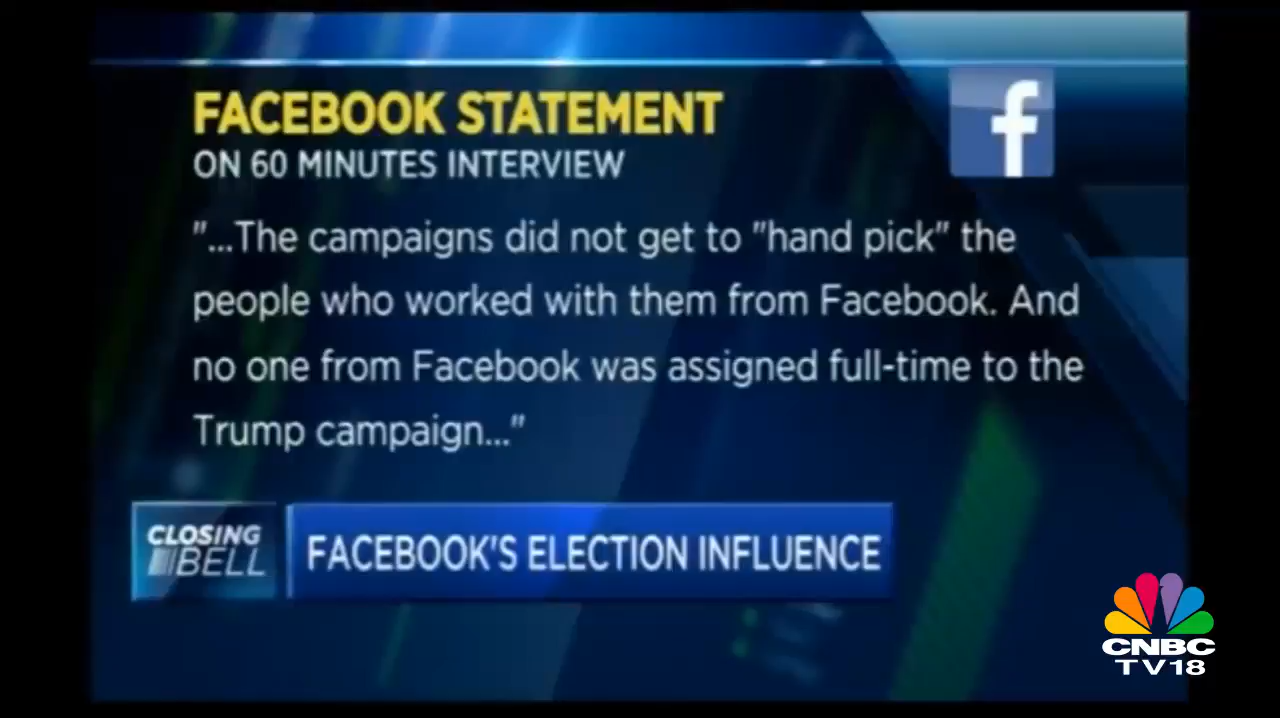 FACEBOOK STATEMENT
ON 60 MINUTES INTERVIEW
"...The campaigns did not get to "hand pick" the
people who worked with them from Facebook. And
no one from Facebook was assigned full-time to the
Trump campaign..."
CLOSING
BELL
FACEBOOK'S ELECTION INFLUENCE
CNBC
TV18